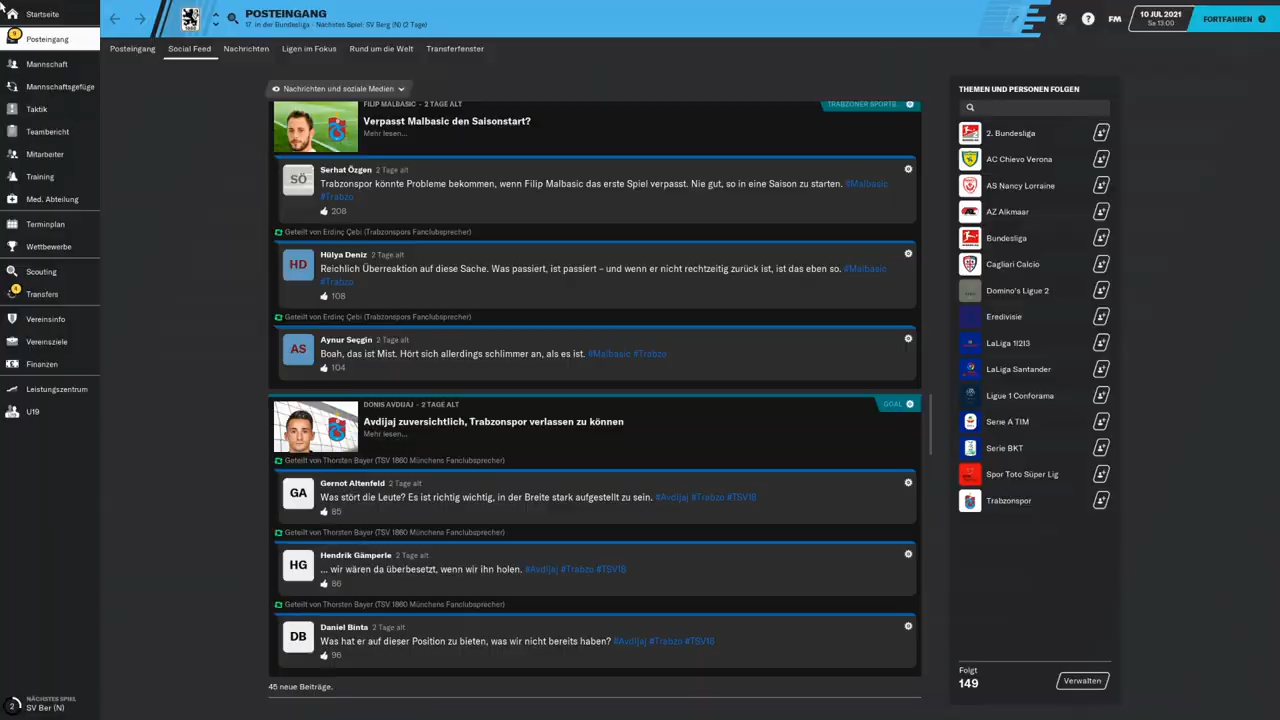 Startseite
9
Posteingang
Mannschaft
Mannschaftsgefüge
Taktik
Teambericht
Mitarbeiter
Training
Med. Abteilung
Terminplan
Wettbewerbe
Scouting
4
Transfers
Vereinsinfo
Vereinsziele
Finanzen
Leistungszentrum
U19
2
NÄCHSTES SPIEL
SV Ber (N)
POSTEINGANG
17. in der Bundesliga - Nächstes Spiel: SV Berg (N) (2 Tage)
?
FM
10 JUL 2021
Sa 13:00
FORTFAHREN
Posteingang
Social Feed
Nachrichten
Ligen im Fokus
Rund um die Welt
Transferfenster
Nachrichten und soziale Medien
FILIP MALBASIC - 2 TAGE ALT
TRABZONER SPORTE...
Verpasst Malbasic den Saisonstart?
Mehr lesen...
SÖ
Serhat Özgen 2 Tage alt
Trabzonspor könnte Probleme bekommen, wenn Filip Malbasic das erste Spiel verpasst. Nie gut, so in eine Saison zu starten. #Malbasic
#Trabzo
208
Geteilt von Erdinç Çebi (Trabzonspors Fanclubsprecher)
HD
Hülya Deniz 2 Tage alt
Reichlich Überreaktion auf diese Sache. Was passiert, ist passiert – und wenn er nicht rechtzeitig zurück ist, ist das eben so. #Malbasic
#Trabzo
108
Geteilt von Erdinç Çebi (Trabzonspors Fanclubsprecher)
AS
Aynur Seçgin 2 Tage alt
Boah, das ist Mist. Hört sich allerdings schlimmer an, als es ist. #Malbasic #Trabzo
104
DONIS AVDIJAJ - 2 TAGE ALT
GOAL
Avdijaj zuversichtlich, Trabzonspor verlassen zu können
Mehr lesen...
Geteilt von Thorsten Bayer (TSV 1860 Münchens Fanclubsprecher)
GA
Gernot Altenfeld 2 Tage alt
Was stört die Leute? Es ist richtig wichtig, in der Breite stark aufgestellt zu sein. #Avdijaj #Trabzo #TSV18
85
Geteilt von Thorsten Bayer (TSV 1860 Münchens Fanclubsprecher)
HG
Hendrik Gämperle 2 Tage alt
... wir wären da überbesetzt, wenn wir ihn holen. #Avdijaj #Trabzo #TSV18
86
Geteilt von Thorsten Bayer (TSV 1860 Münchens Fanclubsprecher)
DB
Daniel Binta 2 Tage alt
Was hat er auf dieser Position zu bieten, was wir nicht bereits haben? #Avdijaj #Trabzo #TSV18
96
45 neue Beiträge.
THEMEN UND PERSONEN FOLGEN
2. Bundesliga
AC Chievo Verona
AS Nancy Lorraine
AZ Alkmaar
Bundesliga
Cagliari Calcio
Domino's Ligue 2
Eredivisie
LaLiga 1|2|3
LaLiga Santander
Ligue 1 Conforama
Serie A TIM
Serie BKT
Spor Toto Süper Lig
Trabzonspor
Folgt
149
Verwalten